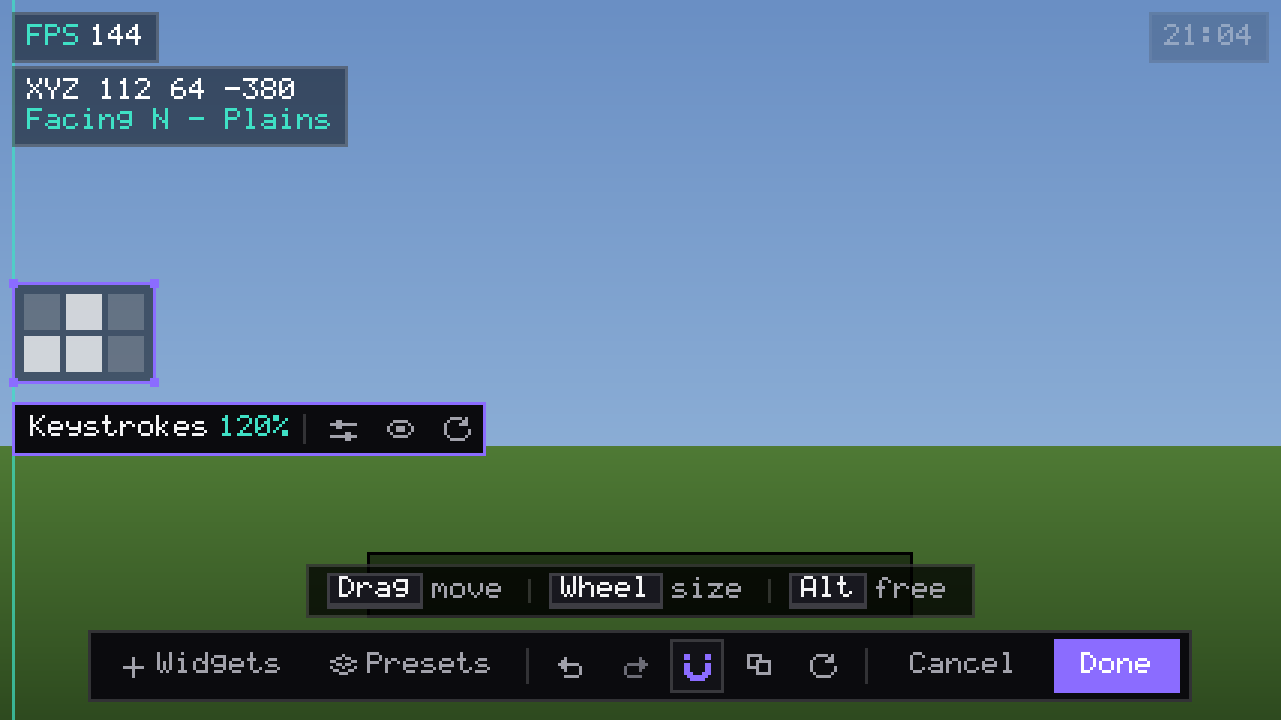 FPS 144
21:04
XYZ 112 64 -380
Facing N - Plains
Keystrokes 120%
Drag move Wheel size Alt free
Widgets Presets Cancel Done